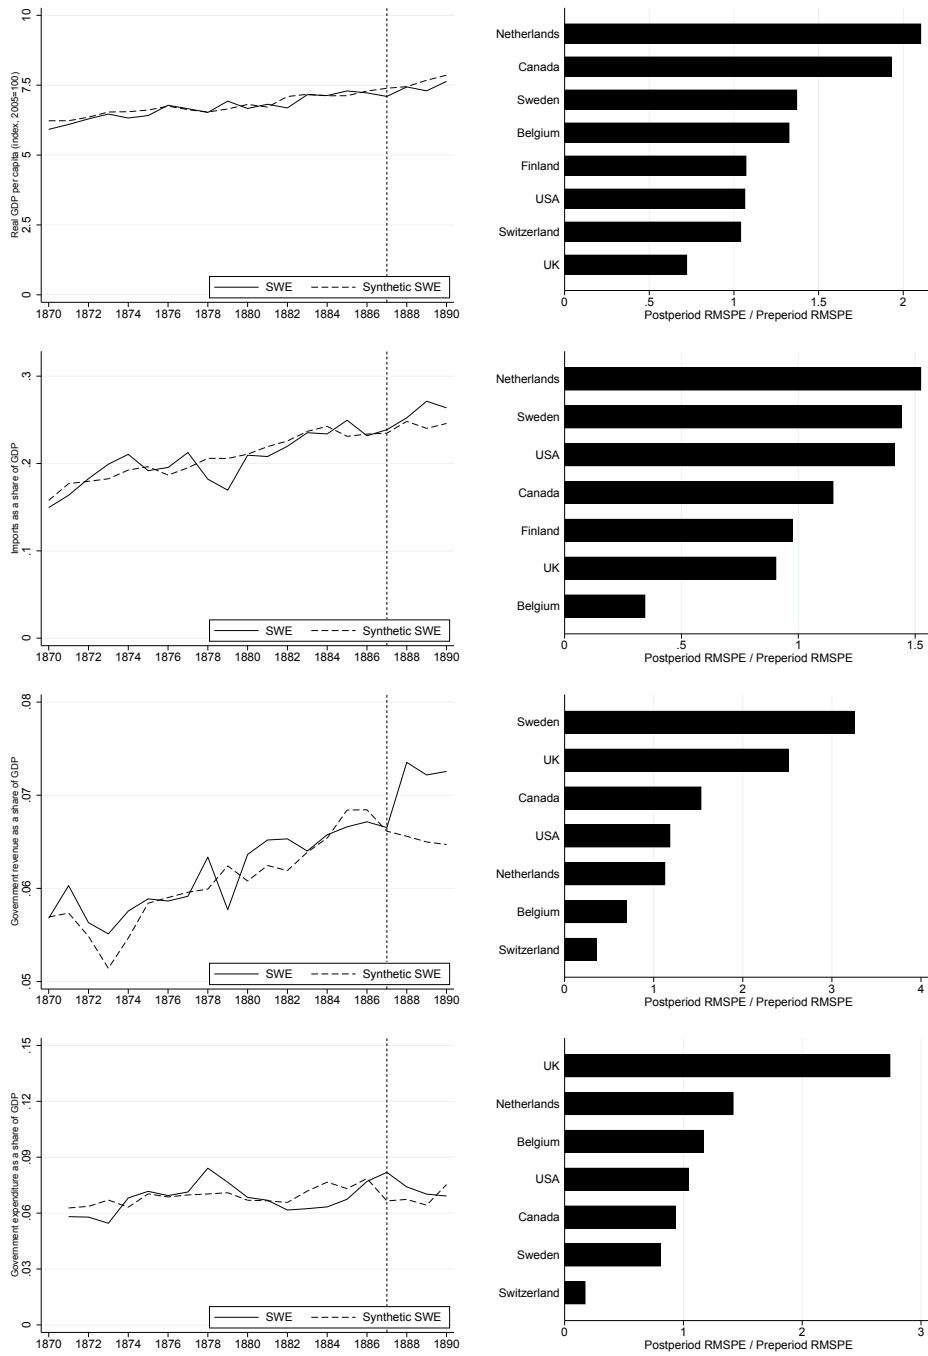 Real GDP per capita (index, 2005=100)
10
7.5
5
2.5
0
SWE
Synthetic SWE
1870 1872 1874 1876 1878 1880 1882 1884 1886 1888 1890
Netherlands
Canada
Sweden
Belgium
Finland
USA
Switzerland
UK
0 .5 1 1.5 2
Postperiod RMSPE / Preperiod RMSPE
Imports as a share of GDP
.3
.2
.1
0
SWE
Synthetic SWE
1870 1872 1874 1876 1878 1880 1882 1884 1886 1888 1890
Netherlands
Sweden
USA
Canada
Finland
UK
Belgium
0 .5 1 1.5
Postperiod RMSPE / Preperiod RMSPE
Government revenue as a share of GDP
.08
.07
.06
.05
SWE
Synthetic SWE
1870 1872 1874 1876 1878 1880 1882 1884 1886 1888 1890
Sweden
UK
Canada
USA
Netherlands
Belgium
Switzerland
0 1 2 3 4
Postperiod RMSPE / Preperiod RMSPE
Government expenditure as a share of GDP
.15
.12
.09
.06
.03
0
SWE
Synthetic SWE
1870 1872 1874 1876 1878 1880 1882 1884 1886 1888 1890
UK
Netherlands
Belgium
USA
Canada
Sweden
Switzerland
0 1 2 3
Postperiod RMSPE / Preperiod RMSPE